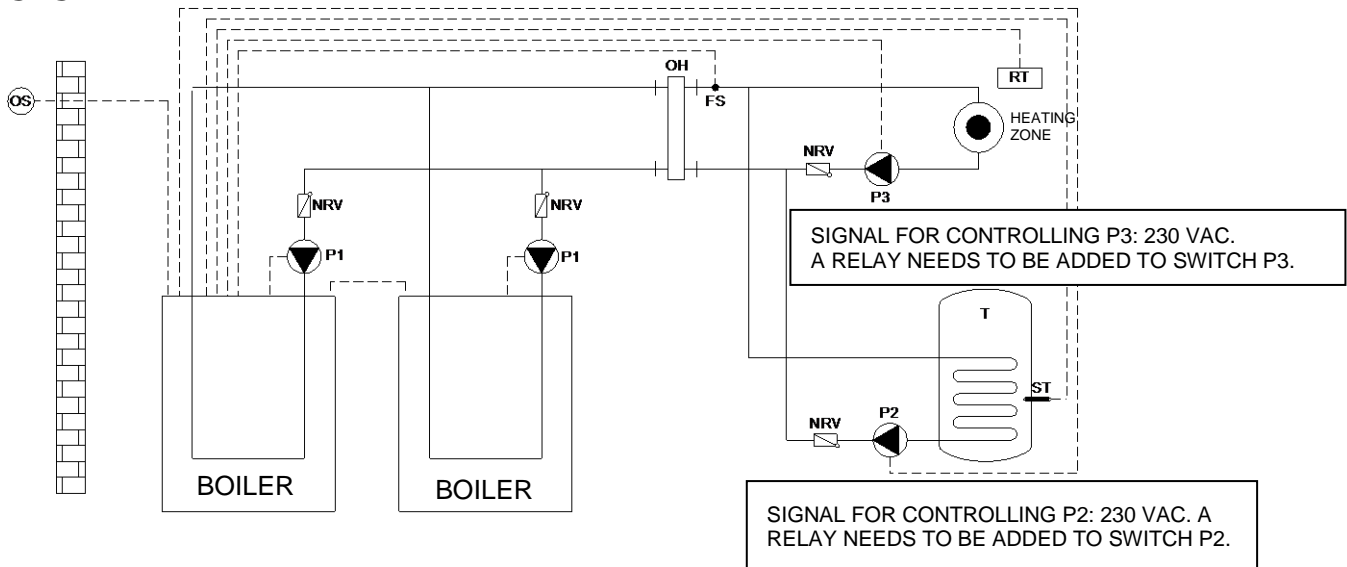 OH
RT
OS
FS
HEATING
ZONE
NRV
P3
NRV
NRV
P1
P1
SIGNAL FOR CONTROLLING P3: 230 VAC.
A RELAY NEEDS TO BE ADDED TO SWITCH P3.
T
ST
P2
NRV
BOILER
BOILER
SIGNAL FOR CONTROLLING P2: 230 VAC. A
RELAY NEEDS TO BE ADDED TO SWITCH P2.